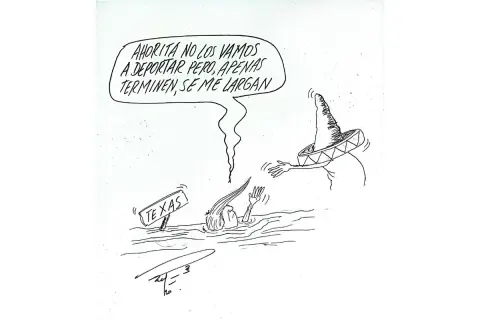 AHORITA NO LOS VAMOS
A DEPORTAR PERO, APENAS
TERMINEN, SE ME LARGAN
TEXAS